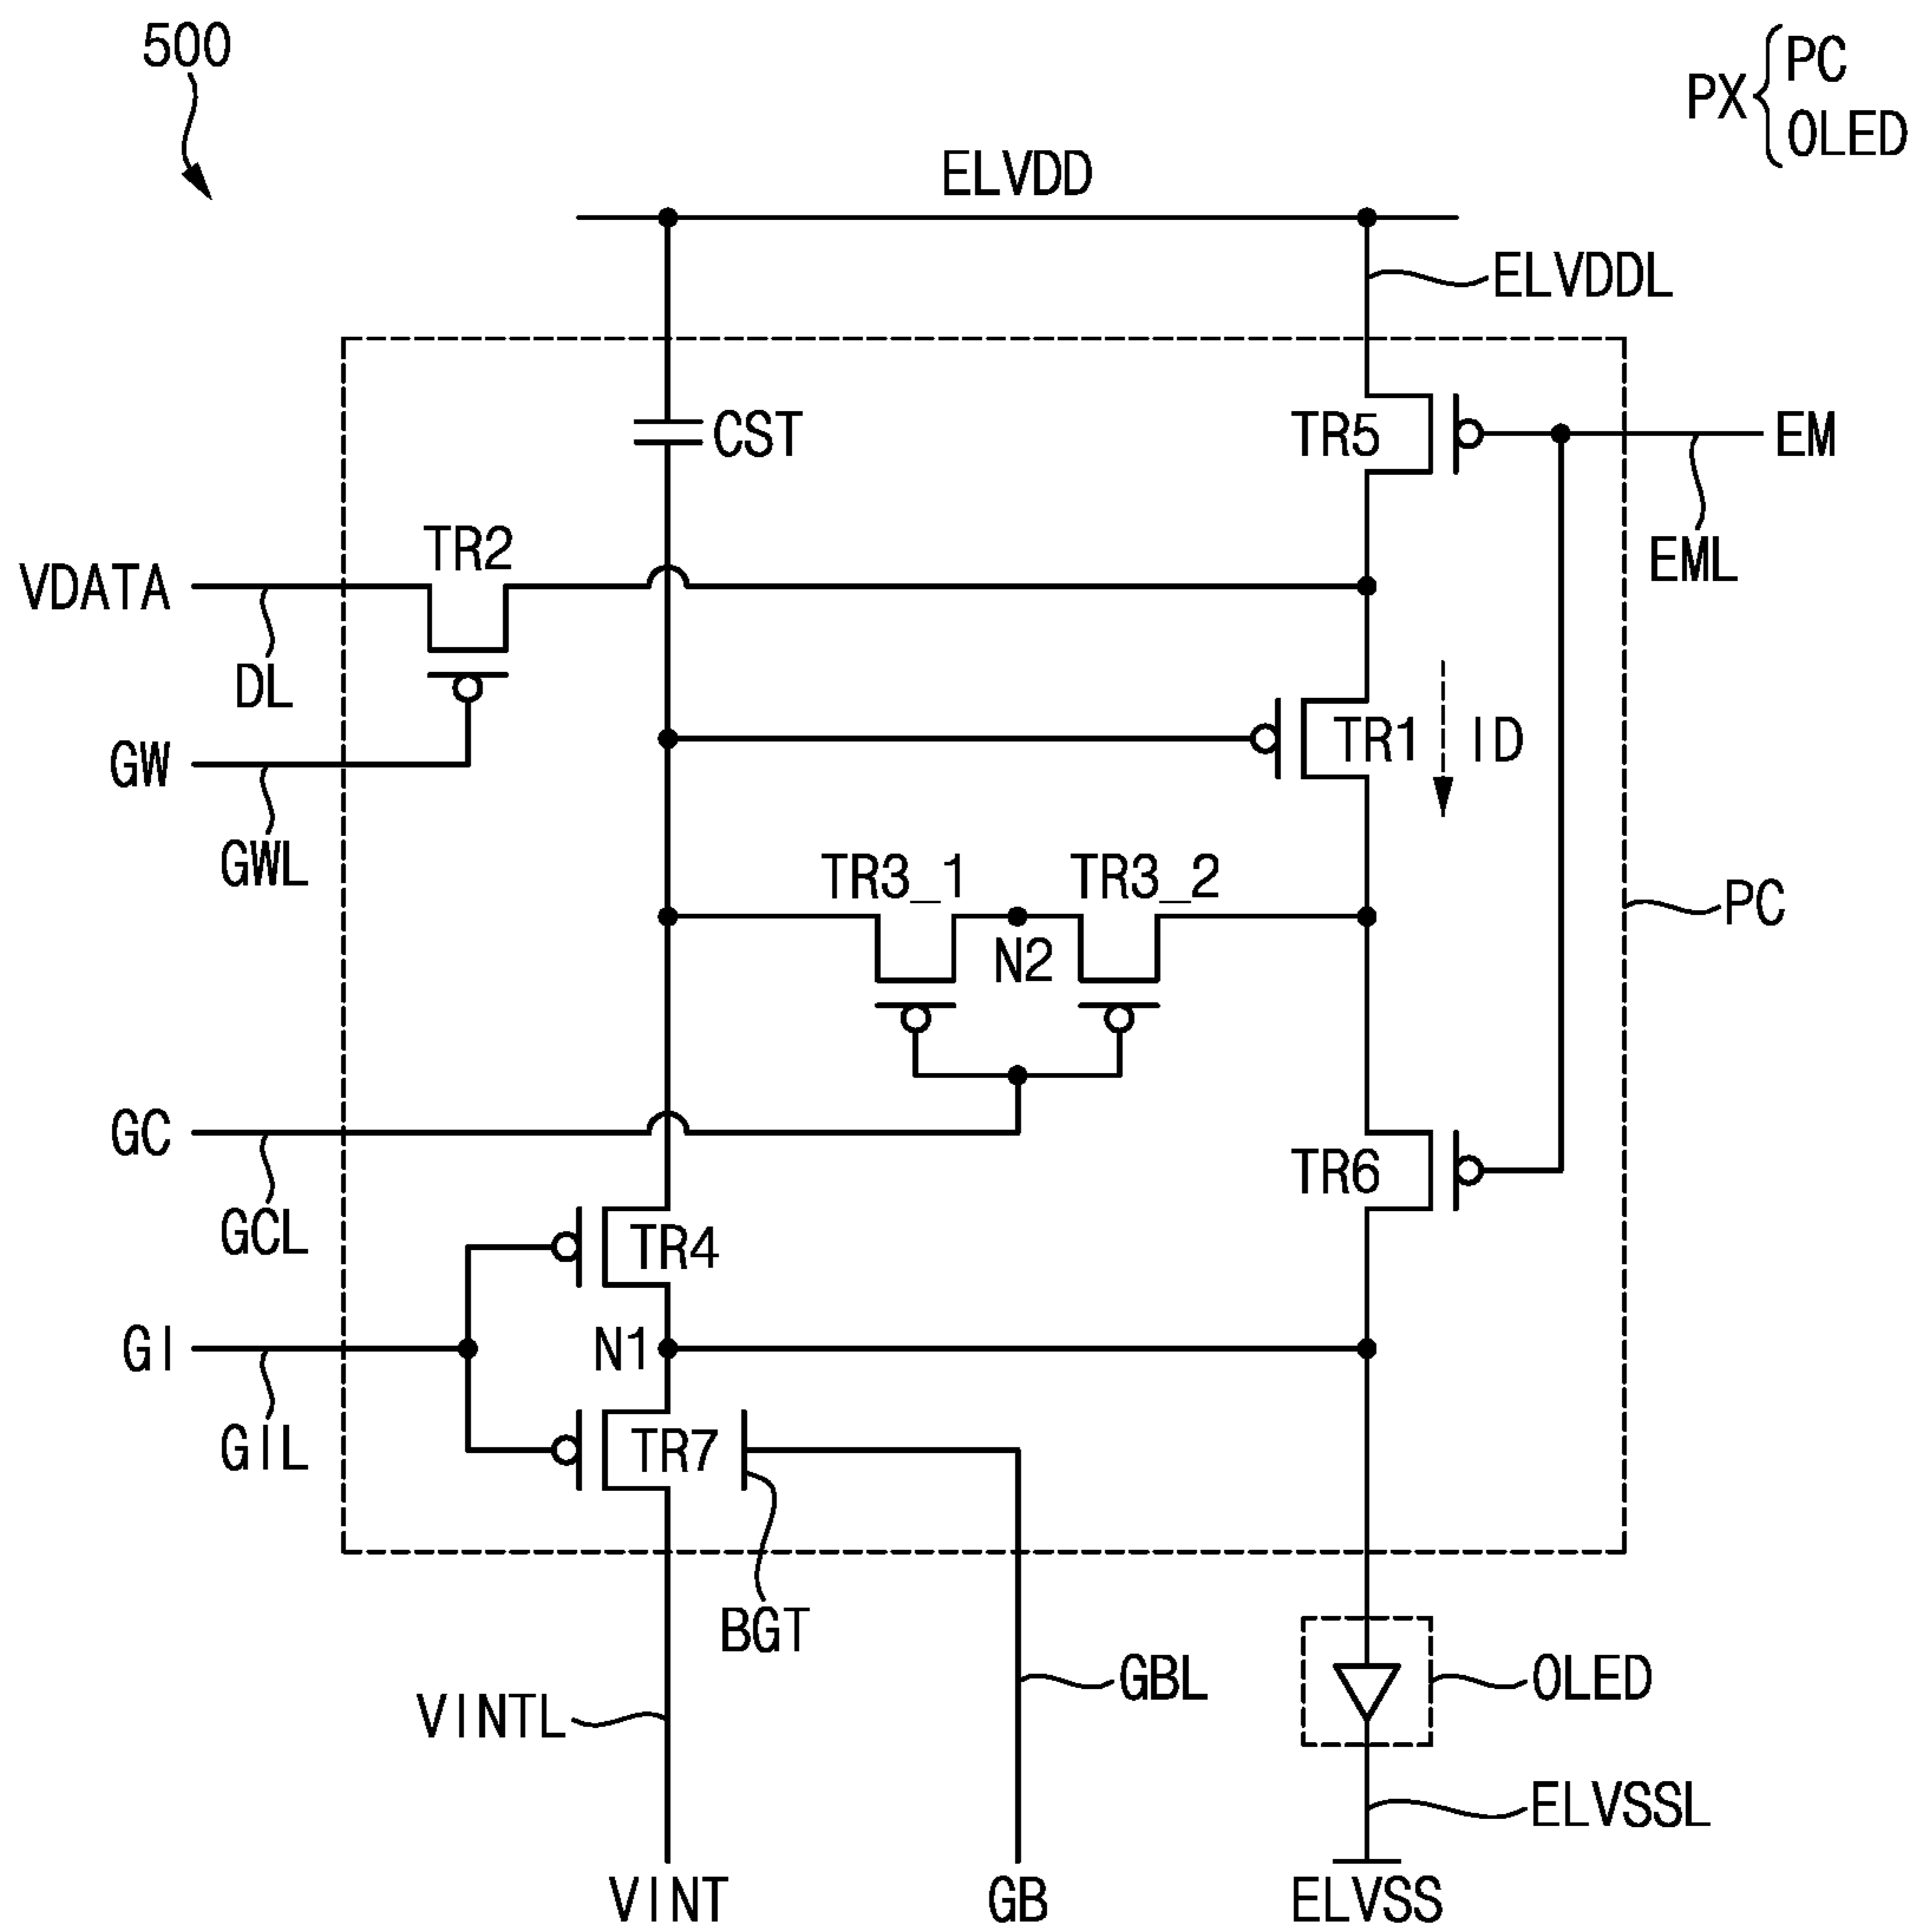 500
PX
PC
OLED
ELVDD
ELVDDL
CST
TR5
EM
TR2
VDATA
EML
DL
TR1
ID
GW
GWL
TR3_1
TR3_2
PC
N2
GC
TR6
GCL
TR4
GI
N1
GIL
TR7
BGT
GBL
OLED
VINTL
ELVSSL
VINT
GB
ELVSS